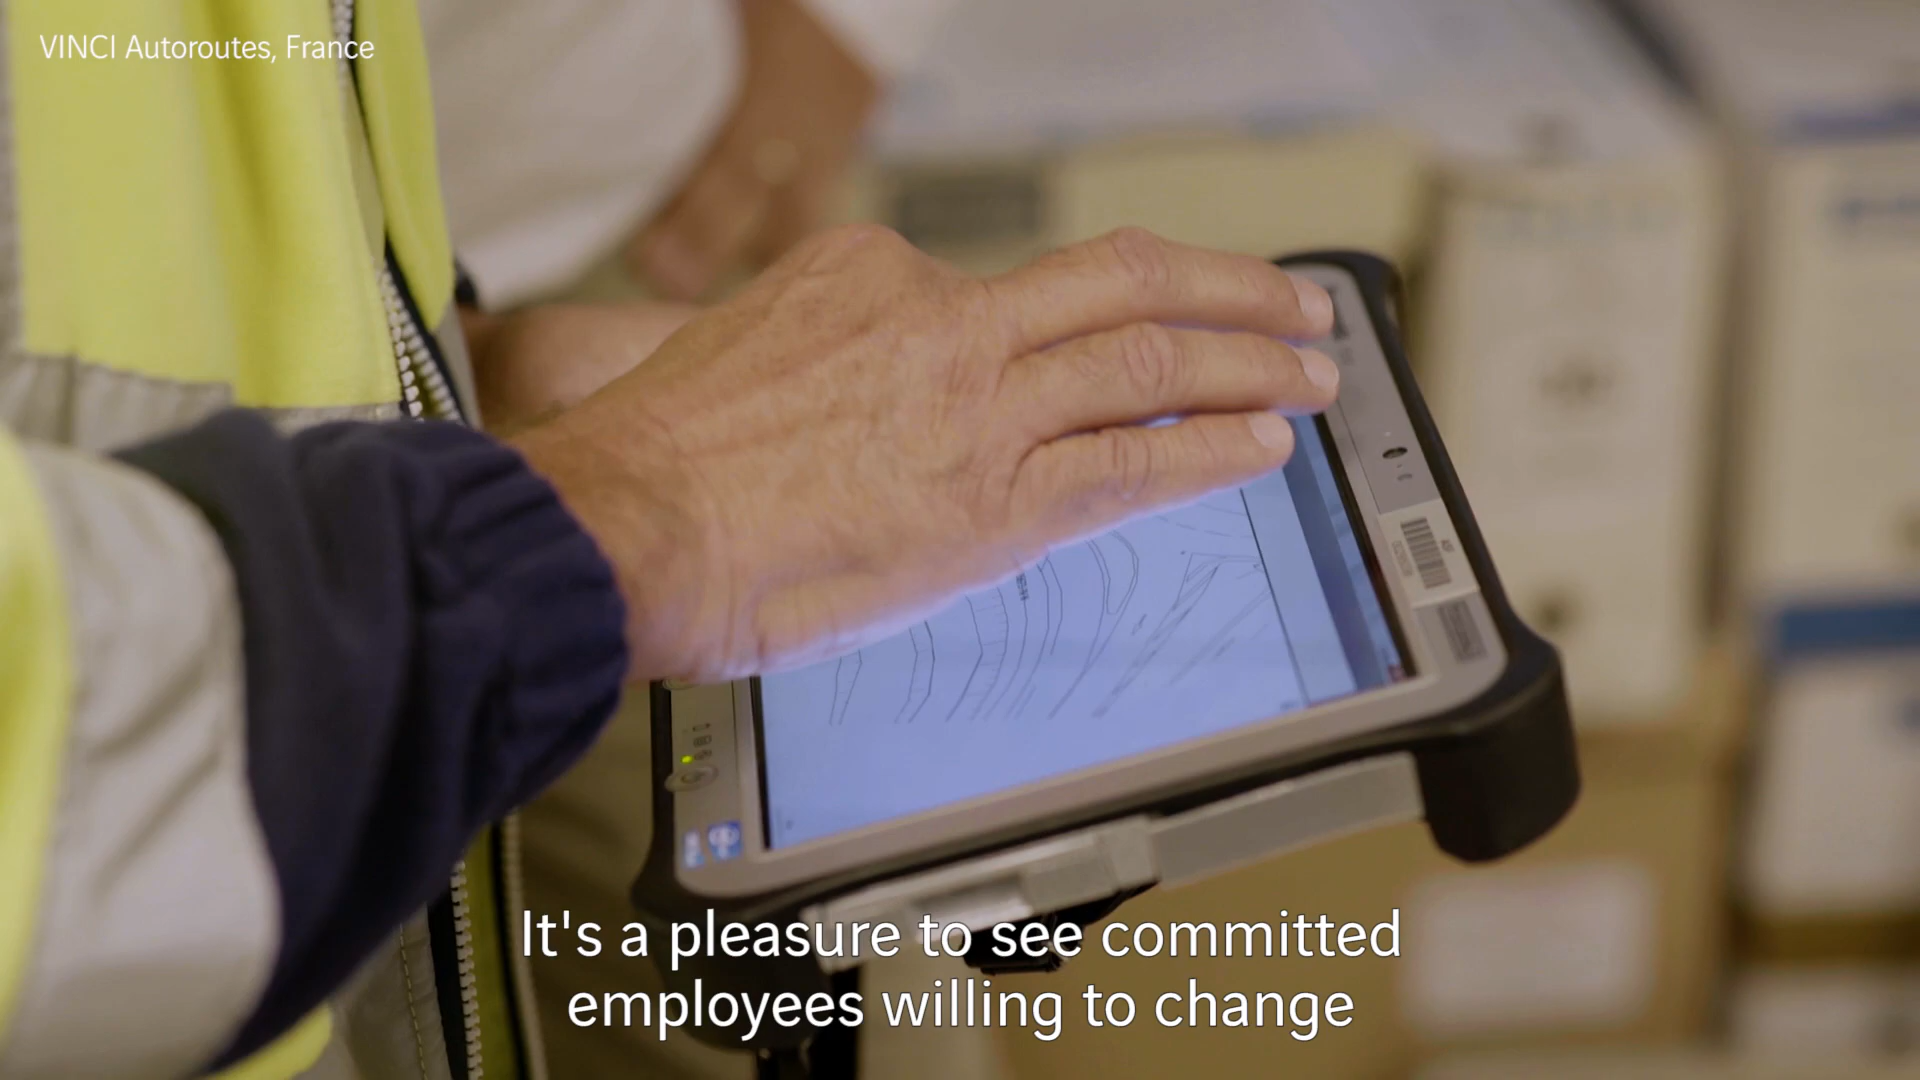 VINCI Autoroutes, France
It's a pleasure to see committed
employees willing to change